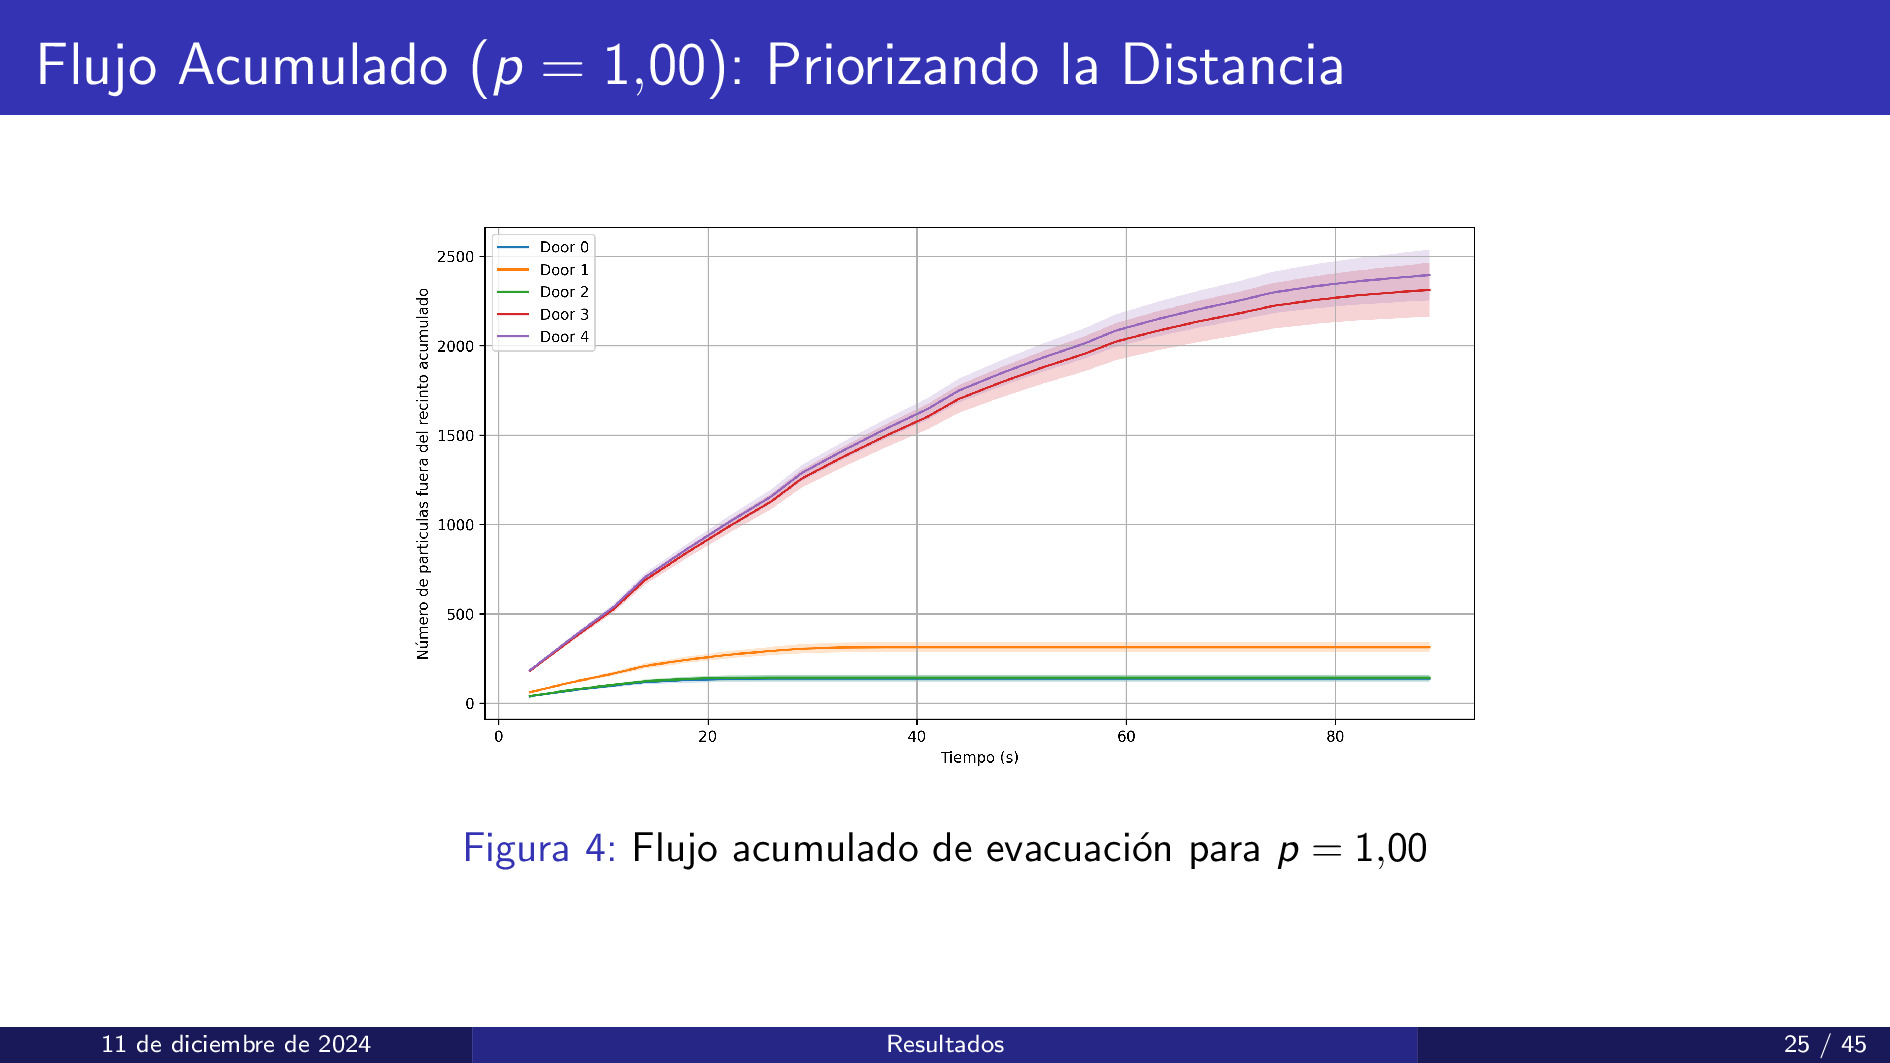 Flujo Acumulado (p = 1,00): Priorizando la Distancia
Door 0
Door 1
Door 2
Door 3
Door 4
2500
2000
1500
1000
500
0
Número de particulas fuera del recinto acumulado
0 20 40 60 80
Tiempo (s)
Figura 4: Flujo acumulado de evacuación para p = 1,00
11 de diciembre de 2024 Resultados 25 / 45